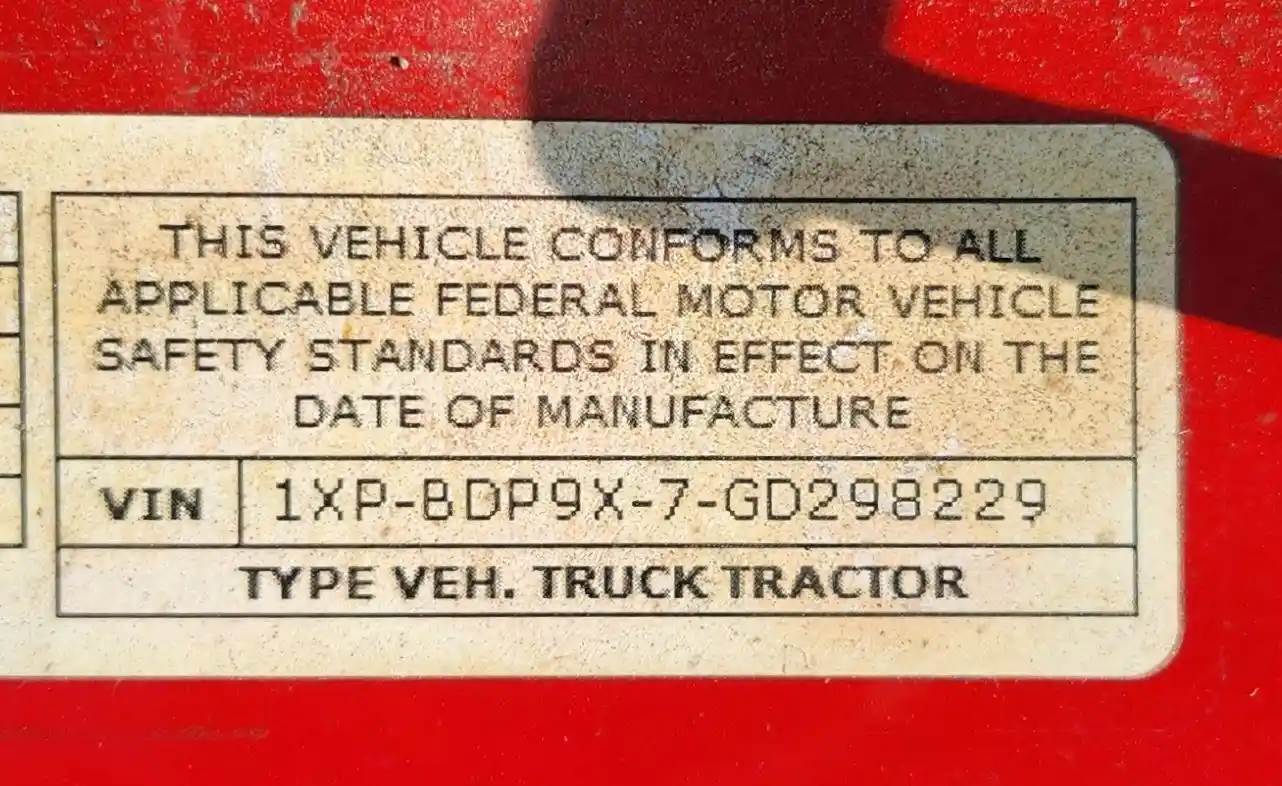 THIS VEHICLE CONFORMS TO ALL
APPLICABLE FEDERAL MOTOR VEHICLE
SAFETY STANDARDS IN EFFECT ON THE
DATE OF MANUFACTURE
VIN 1XP-BDP9X-7-GD298229
TYPE VEH. TRUCK TRACTOR